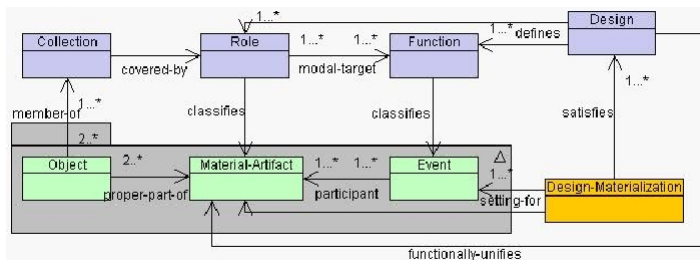 1...*
Design
Collection
Role
1...*
1...*
Function
1...*
defines
covered-by
modal-target
1...*
1...*
member-of
classifies
classifies
satisfies
2..*
Object
2..*
Material-Artifact
1...*
1...*
Event
1...*
Design-Materialization
proper-part-of
participant
setting-for
functionally-unifies